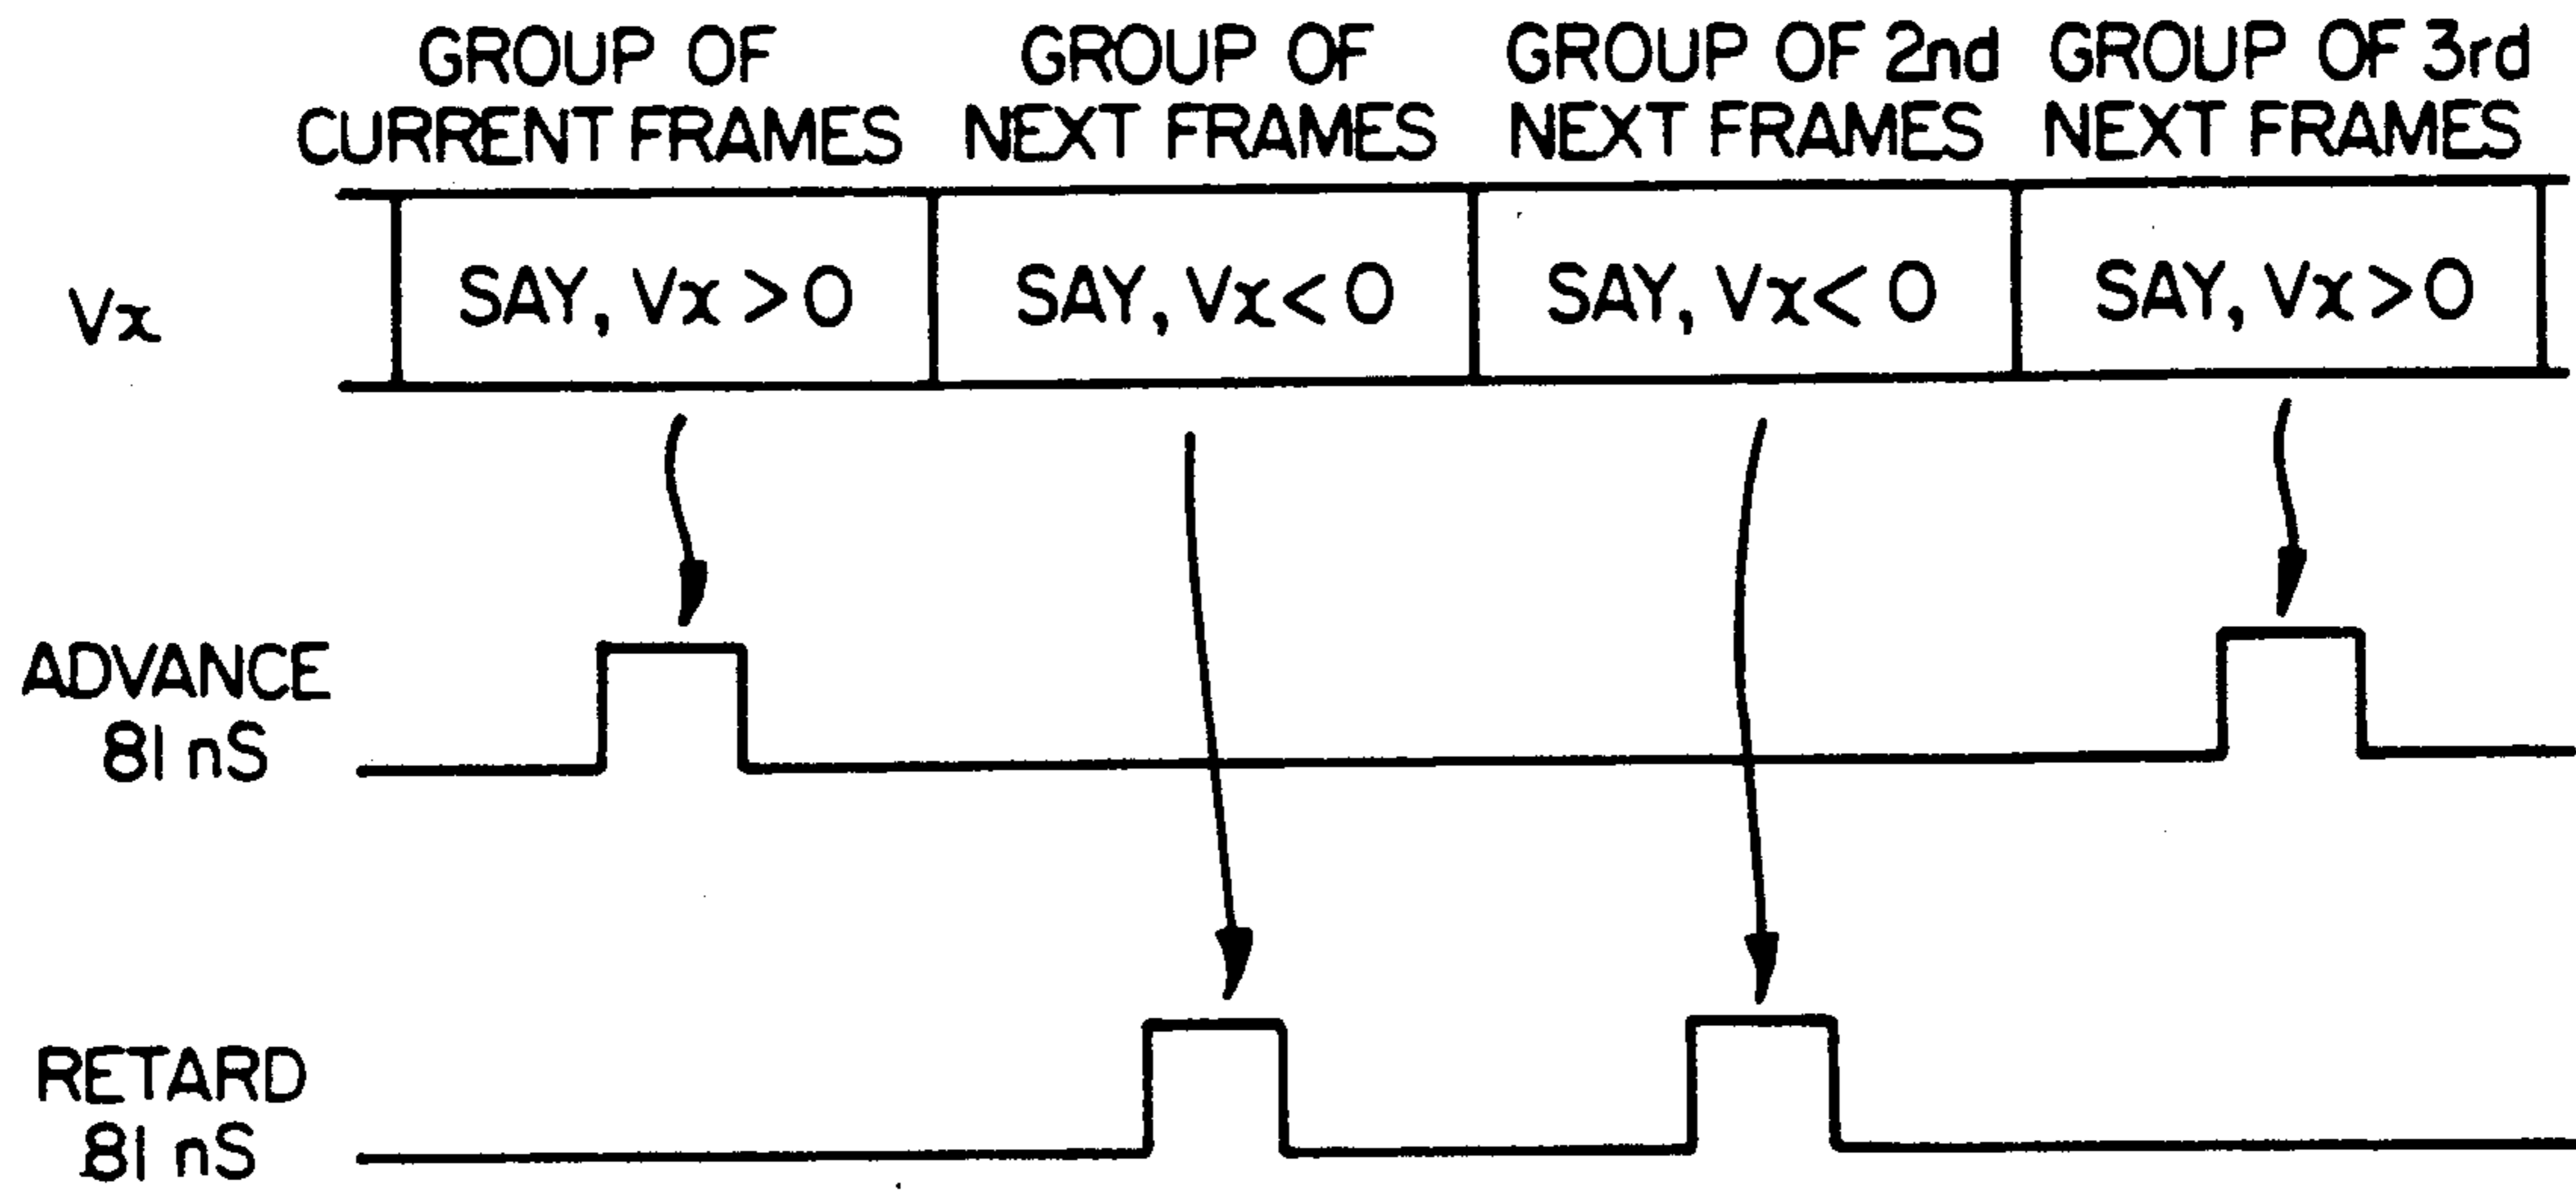 GROUP OF
CURRENT FRAMES
GROUP OF
NEXT FRAMES
GROUP OF 2nd
NEXT FRAMES
GROUP OF 3rd
NEXT FRAMES
Vx
SAY, Vx > 0
SAY, Vx < 0
SAY, Vx < 0
SAY, Vx > 0
ADVANCE
81 nS
RETARD
81 nS